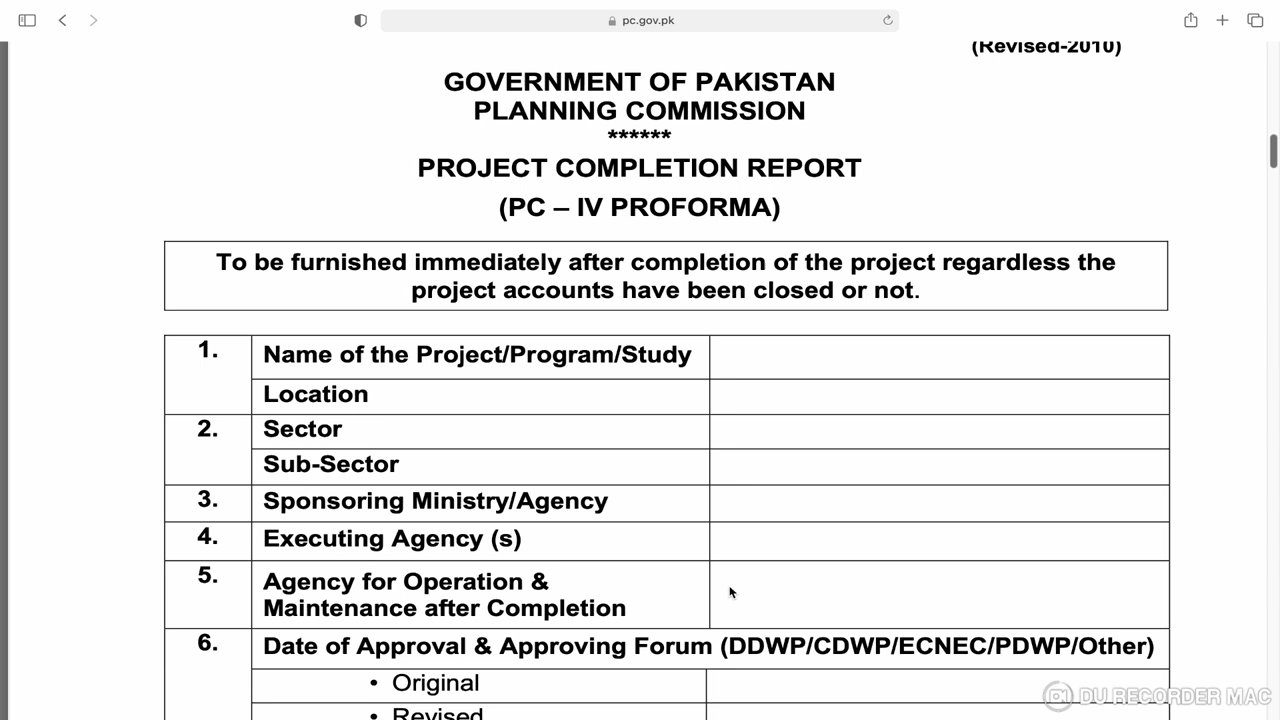 pc.gov.pk
(Revised-2010)
GOVERNMENT OF PAKISTAN
PLANNING COMMISSION
******
PROJECT COMPLETION REPORT
(PC – IV PROFORMA)
To be furnished immediately after completion of the project regardless the
project accounts have been closed or not.
1. Name of the Project/Program/Study
Location
2. Sector
Sub-Sector
3. Sponsoring Ministry/Agency
4. Executing Agency (s)
5. Agency for Operation &
Maintenance after Completion
6. Date of Approval & Approving Forum (DDWP/CDWP/ECNEC/PDWP/Other)
• Original
• Revised
DU RECORDER MAC